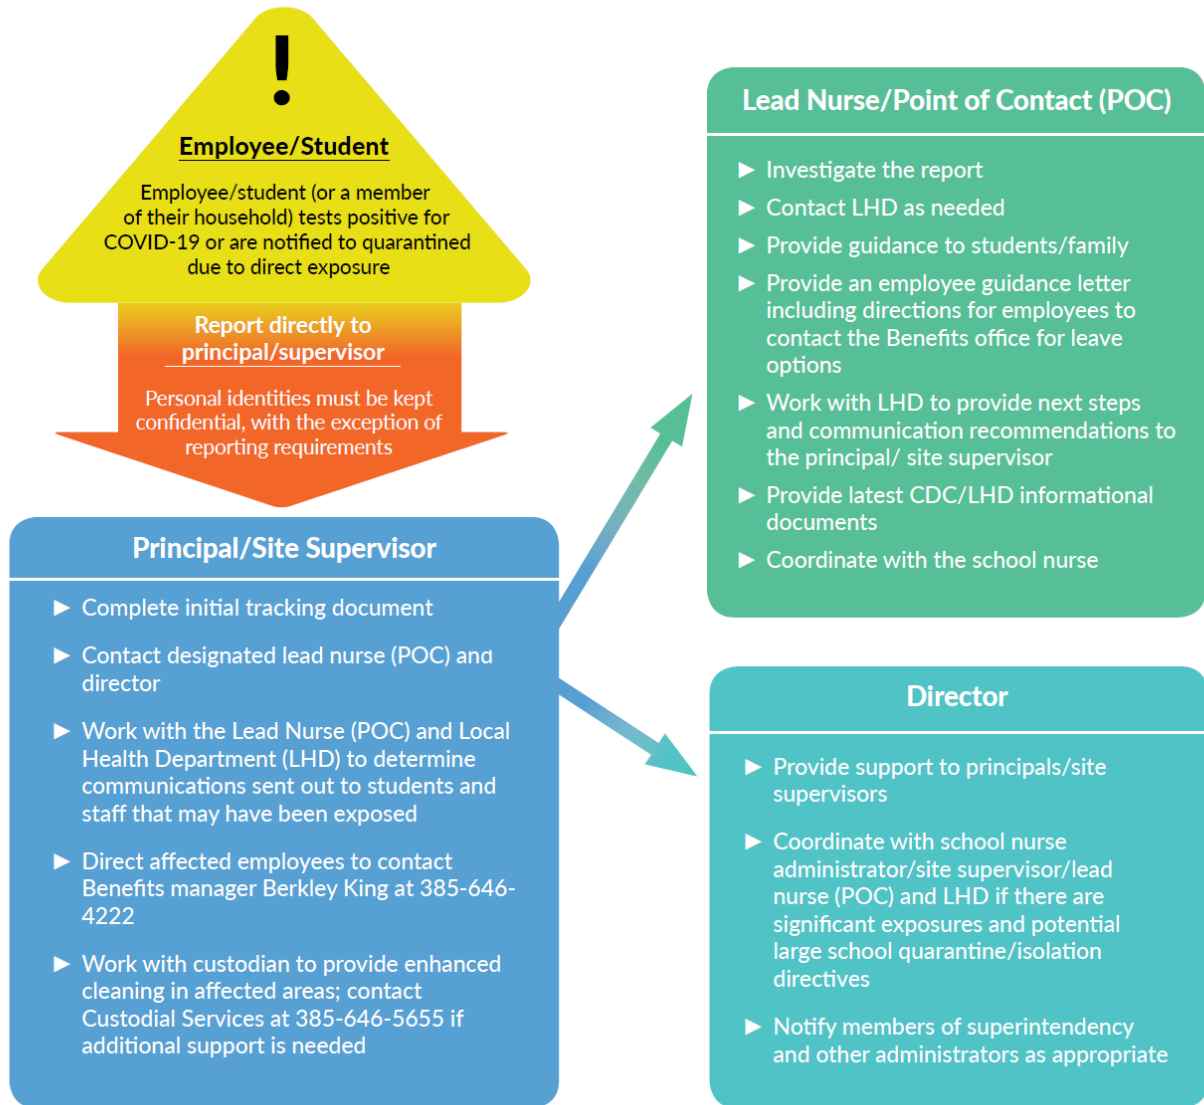 !
Employee/Student
Employee/student (or a member
of their household) tests positive for
COVID-19 or are notified to quarantined
due to direct exposure
Report directly to
principal/supervisor
Personal identities must be kept
confidential, with the exception of
reporting requirements
Principal/Site Supervisor
► Complete initial tracking document
► Contact designated lead nurse (POC) and
director
► Work with the Lead Nurse (POC) and Local
Health Department (LHD) to determine
communications sent out to students and
staff that may have been exposed
► Direct affected employees to contact
Benefits manager Berkley King at 385-646-
4222
► Work with custodian to provide enhanced
cleaning in affected areas; contact
Custodial Services at 385-646-5655 if
additional support is needed
Lead Nurse/Point of Contact (POC)
► Investigate the report
► Contact LHD as needed
► Provide guidance to students/family
► Provide an employee guidance letter
including directions for employees to
contact the Benefits office for leave
options
► Work with LHD to provide next steps
and communication recommendations to
the principal/ site supervisor
► Provide latest CDC/LHD informational
documents
► Coordinate with the school nurse
Director
► Provide support to principals/site
supervisors
► Coordinate with school nurse
administrator/site supervisor/lead
nurse (POC) and LHD if there are
significant exposures and potential
large school quarantine/isolation
directives
► Notify members of superintendency
and other administrators as appropriate